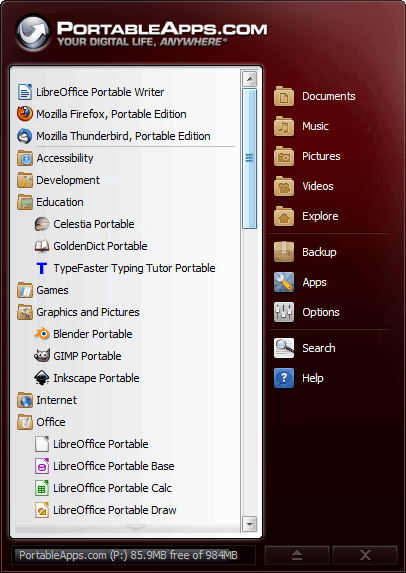 PORTABLEAPPS.COM
YOUR DIGITAL LIFE, ANYWHERE®
LibreOffice Portable Writer
Mozilla Firefox, Portable Edition
Mozilla Thunderbird, Portable Edition
Accessibility
Development
Education
Celestia Portable
GoldenDict Portable
T TypeFaster Typing Tutor Portable
Games
Graphics and Pictures
Blender Portable
GIMP Portable
Inkscape Portable
Internet
Office
LibreOffice Portable
LibreOffice Portable Base
LibreOffice Portable Calc
LibreOffice Portable Draw
Documents
Music
Pictures
Videos
Explore
Backup
Apps
Options
Search
? Help
PortableApps.com (P:) 85.9MB free of 984MB